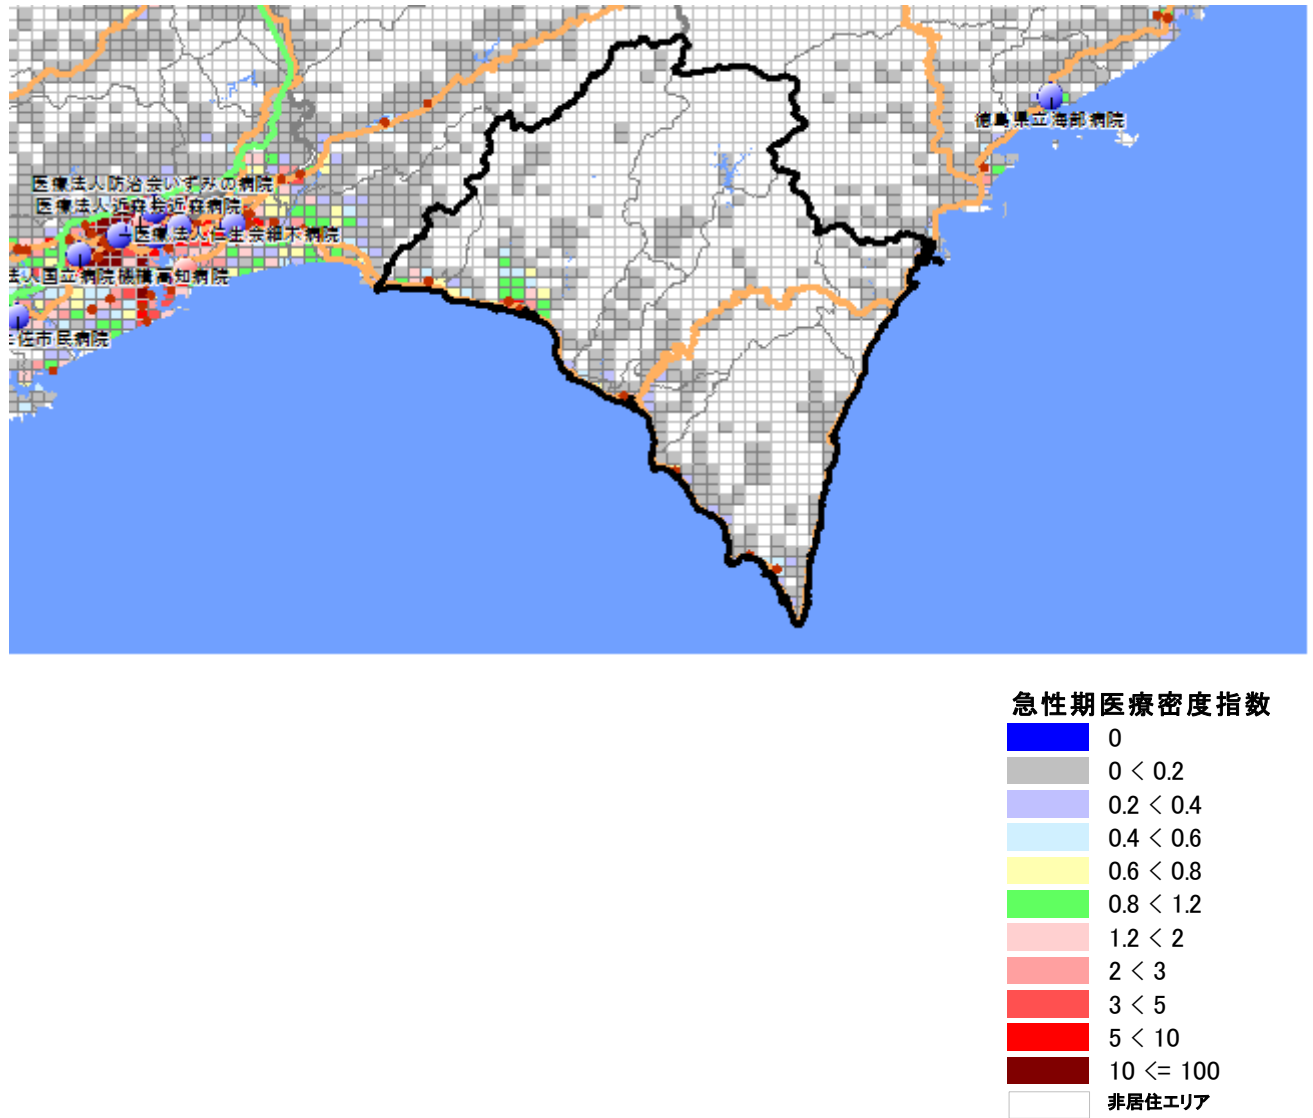 徳島県立海部病院
医療法人防治会いずみの病院
医療法人近森会近森病院
医療法人仁生会細木病院
法人国立病院機構高知病院
土佐市民病院
急性期医療密度指数
0
0 < 0.2
0.2 < 0.4
0.4 < 0.6
0.6 < 0.8
0.8 < 1.2
1.2 < 2
2 < 3
3 < 5
5 < 10
10 <= 100
非居住エリア